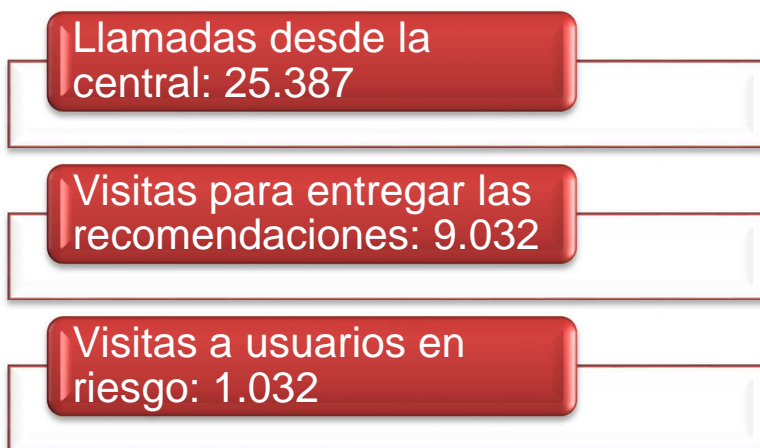 Llamadas desde la
central: 25.387
Visitas para entregar las
recomendaciones: 9.032
Visitas a usuarios en
riesgo: 1.032